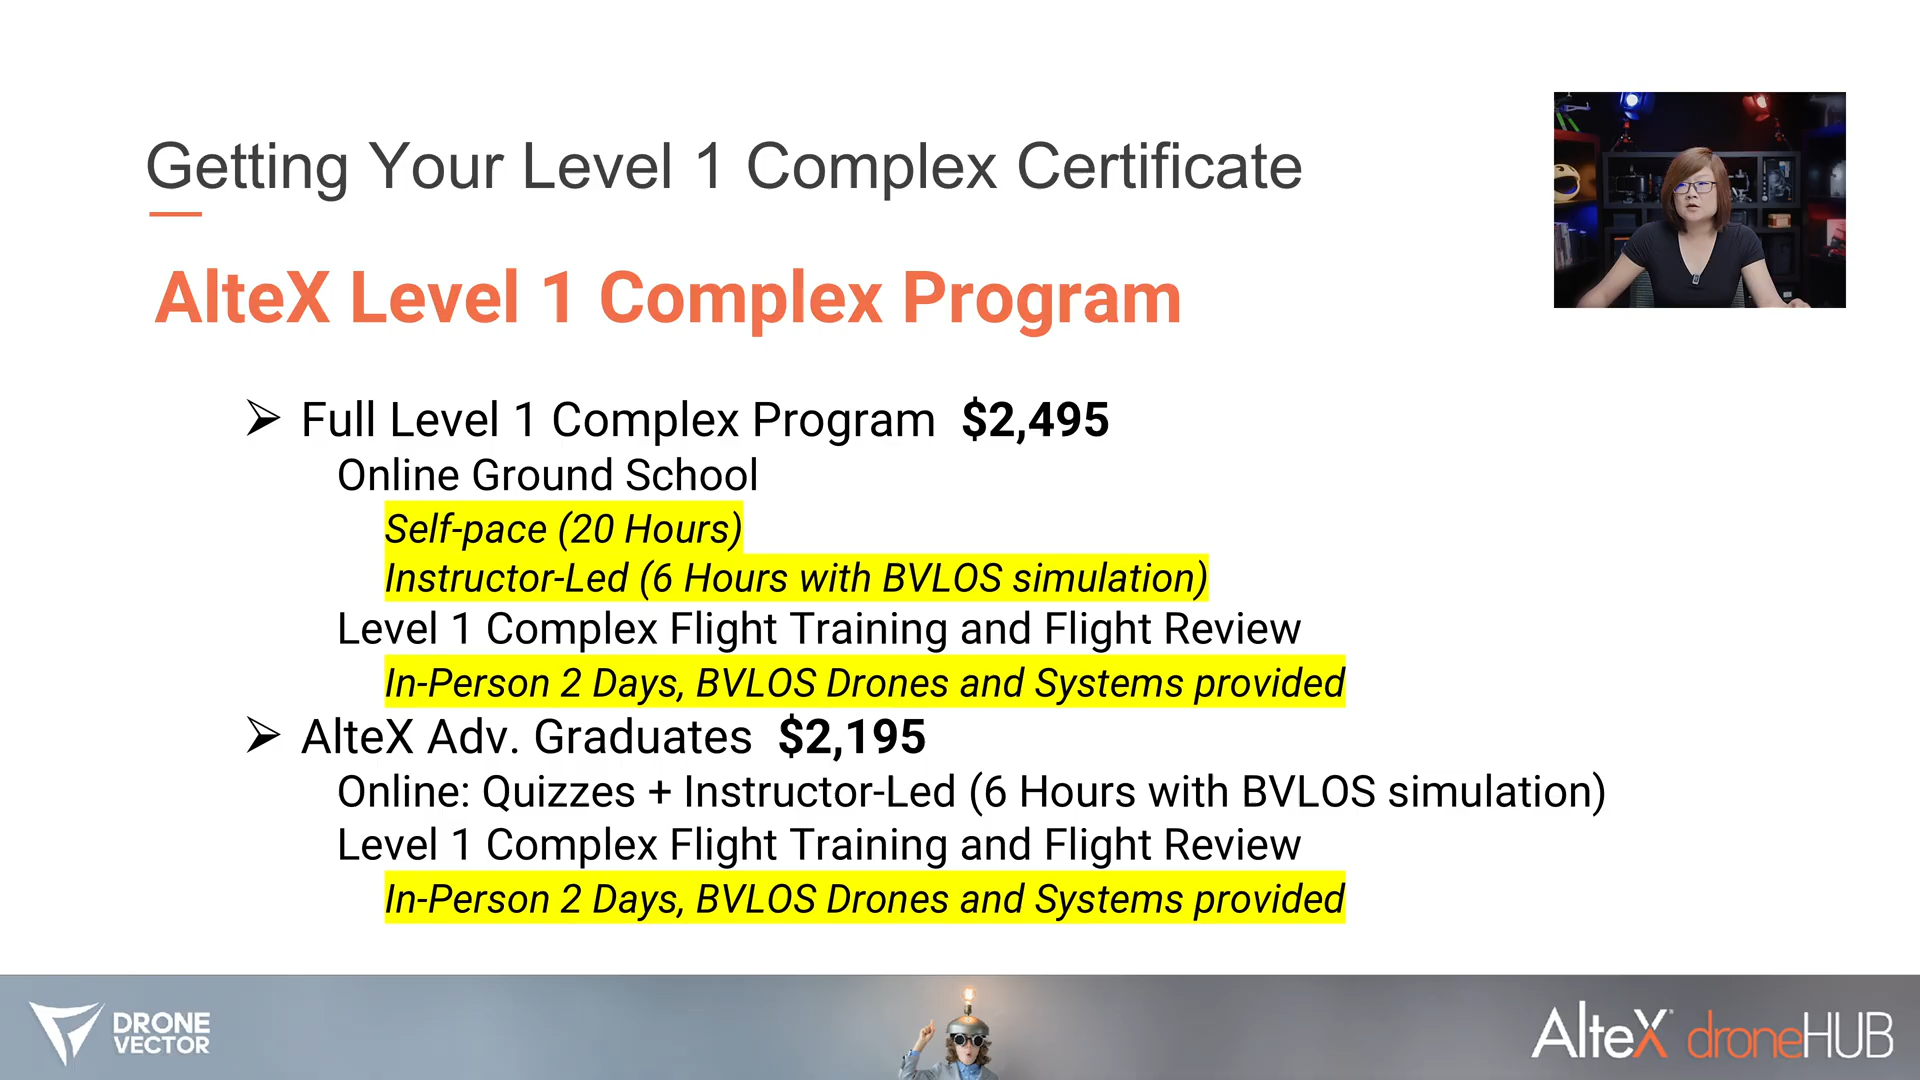 Getting Your Level 1 Complex Certificate
AlteX Level 1 Complex Program
➢ Full Level 1 Complex Program $2,495
Online Ground School
Self-pace (20 Hours)
Instructor-Led (6 Hours with BVLOS simulation)
Level 1 Complex Flight Training and Flight Review
In-Person 2 Days, BVLOS Drones and Systems provided
➢ AlteX Adv. Graduates $2,195
Online: Quizzes + Instructor-Led (6 Hours with BVLOS simulation)
Level 1 Complex Flight Training and Flight Review
In-Person 2 Days, BVLOS Drones and Systems provided
DRONE
VECTOR
AlteX droneHUB